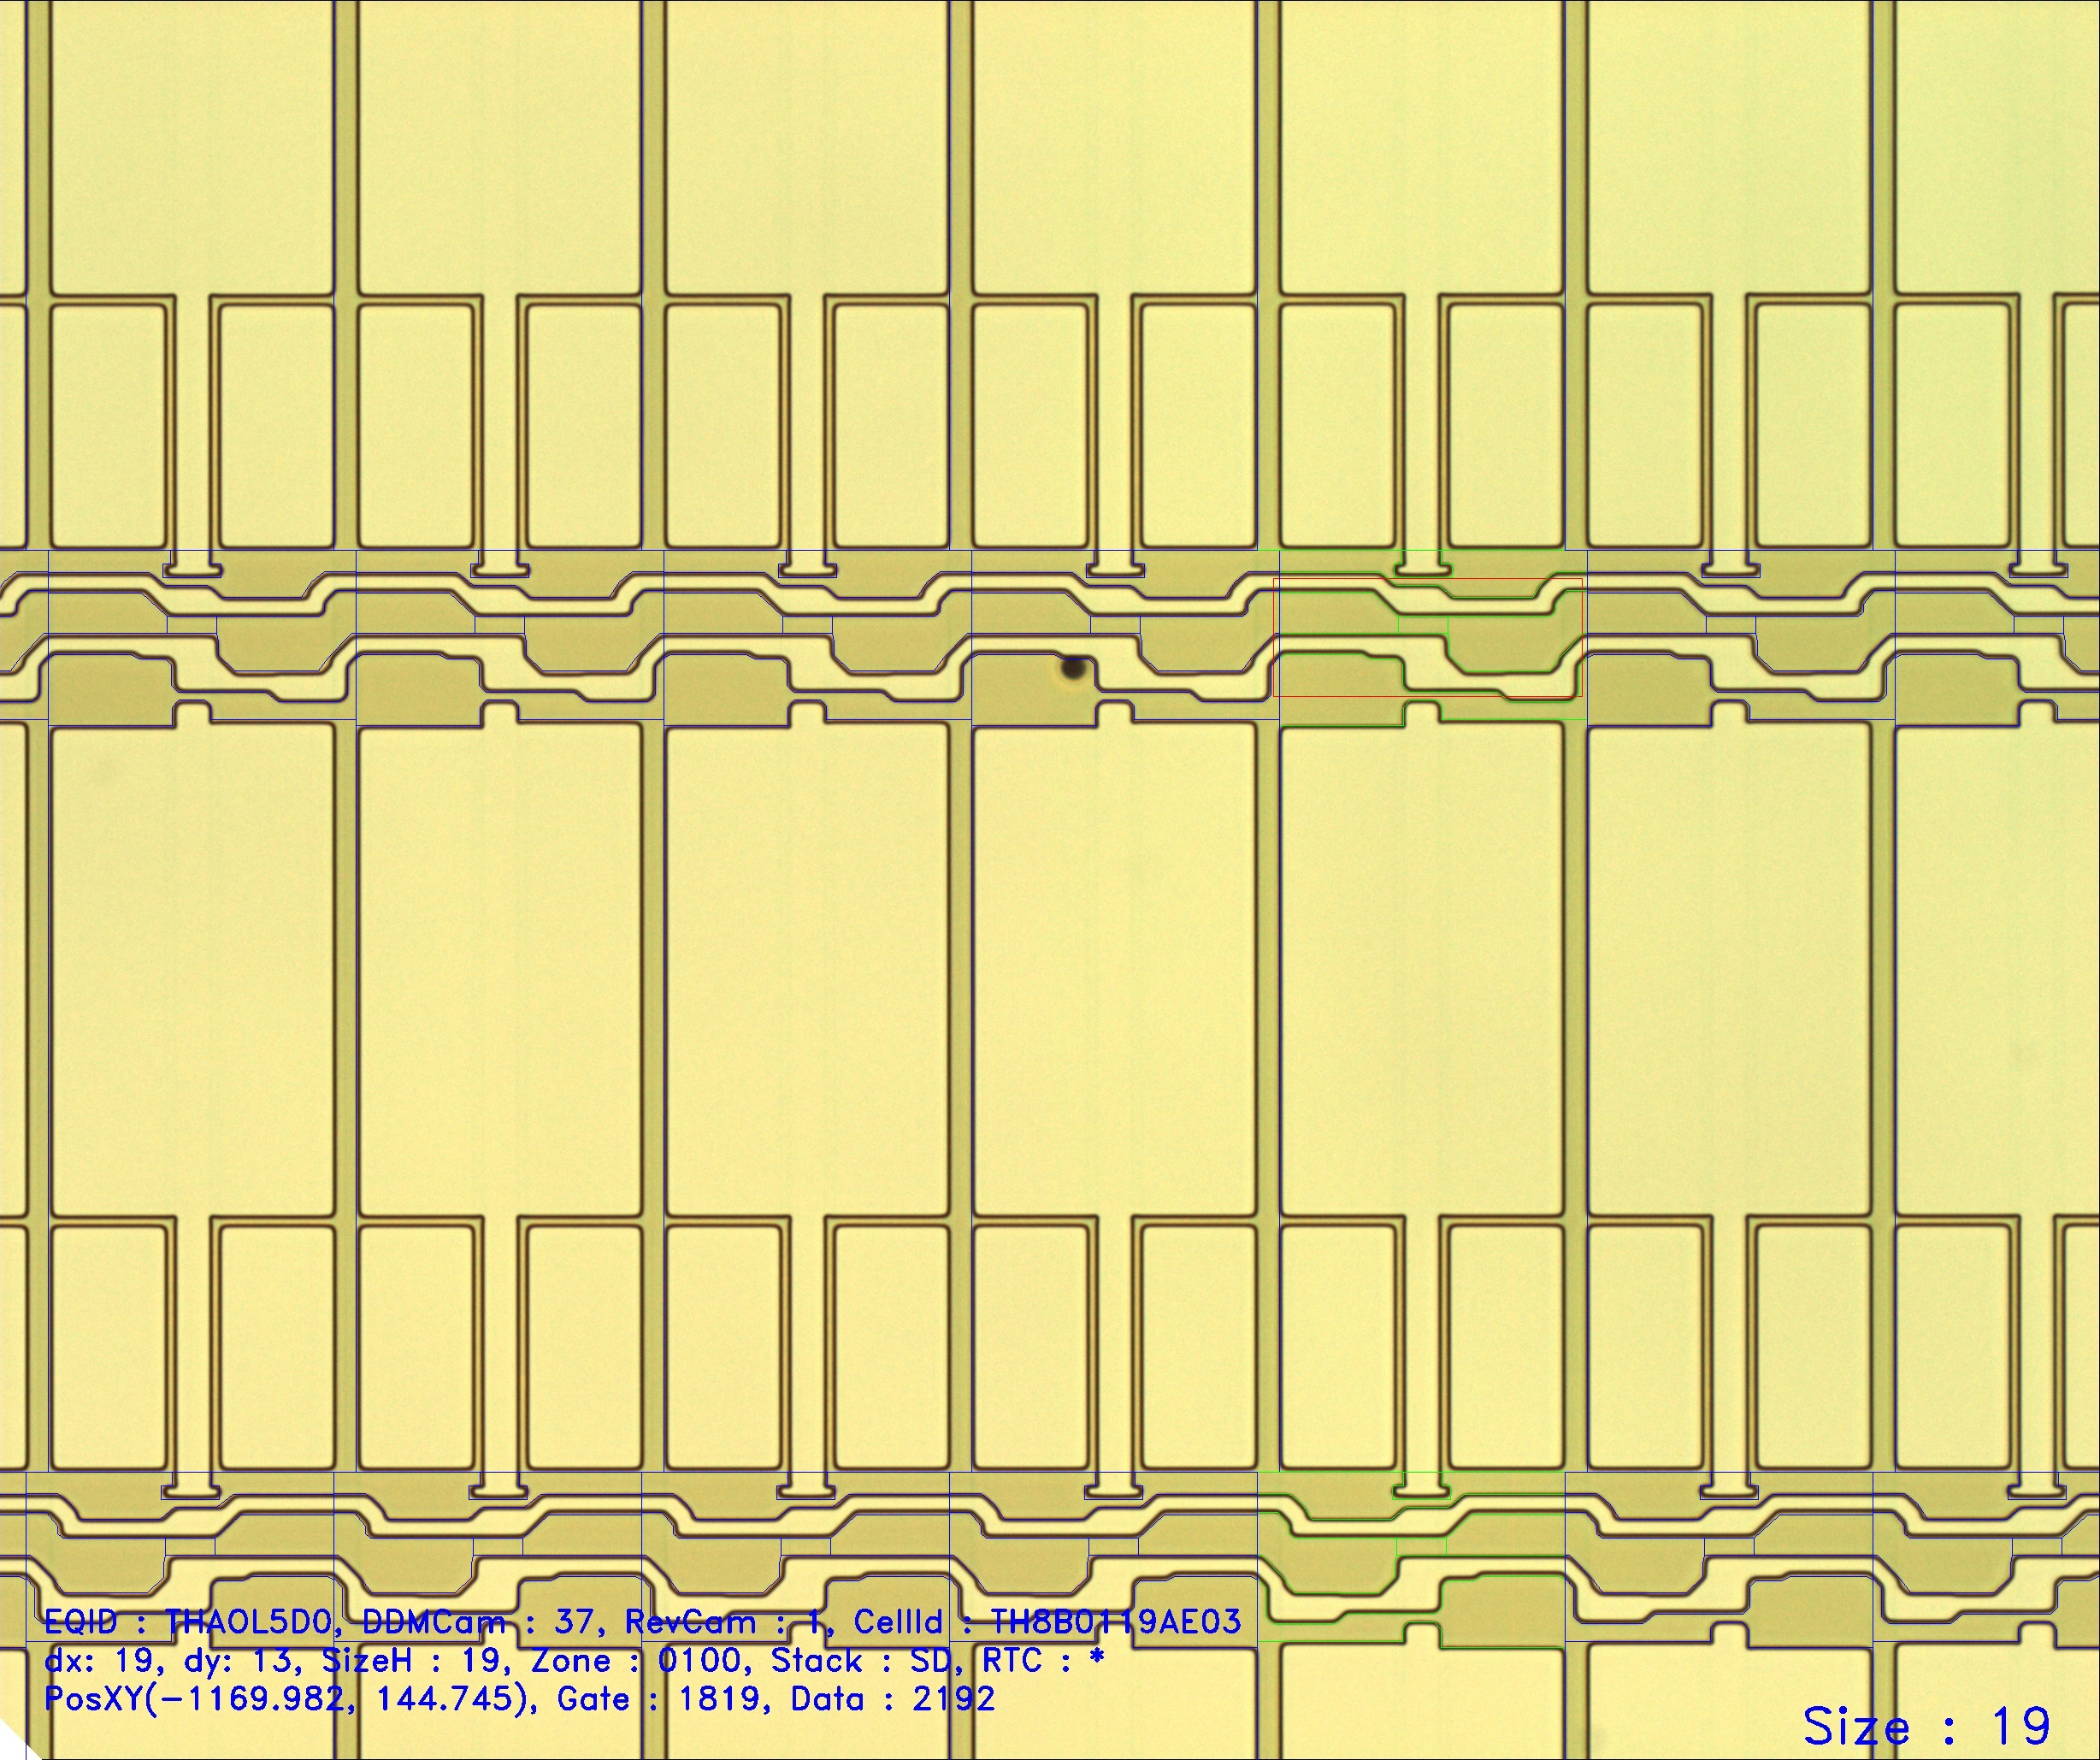 EQID : THAOL5D0, DDMCam : 37, RevCam : 1, CellId : TH8B0119AE03
dx: 19, dy: 13, SizeH : 19, Zone : 0100, Stack : SD, RTC : *
PosXY(-1169.982, 144.745), Gate : 1819, Data : 2192
Size : 19